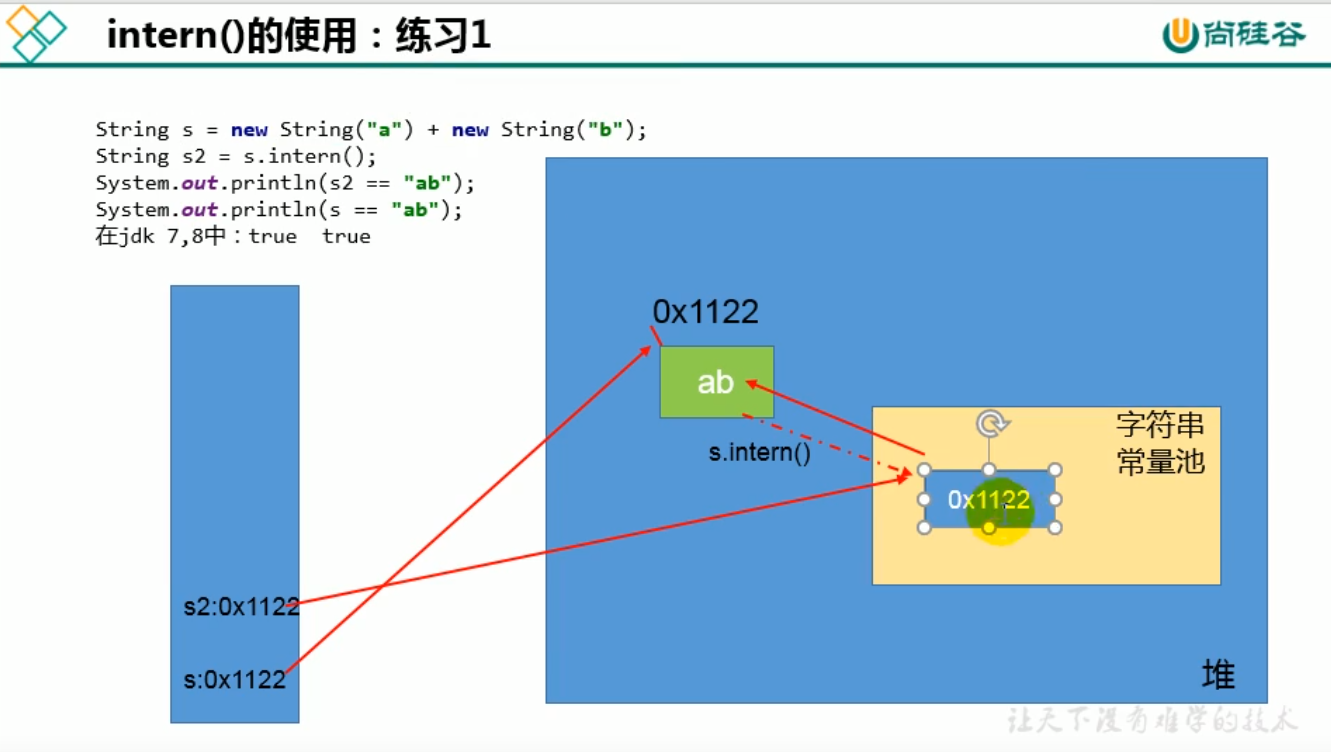 intern()的使用：练习1
尚硅谷
String s = new String("a") + new String("b");
String s2 = s.intern();
System.out.println(s2 == "ab");
System.out.println(s == "ab");
在jdk 7,8中：true  true
0x1122
ab
s.intern()
字符串
常量池
0x1122
s2:0x1122
s:0x1122
堆
让天下没有难学的技术